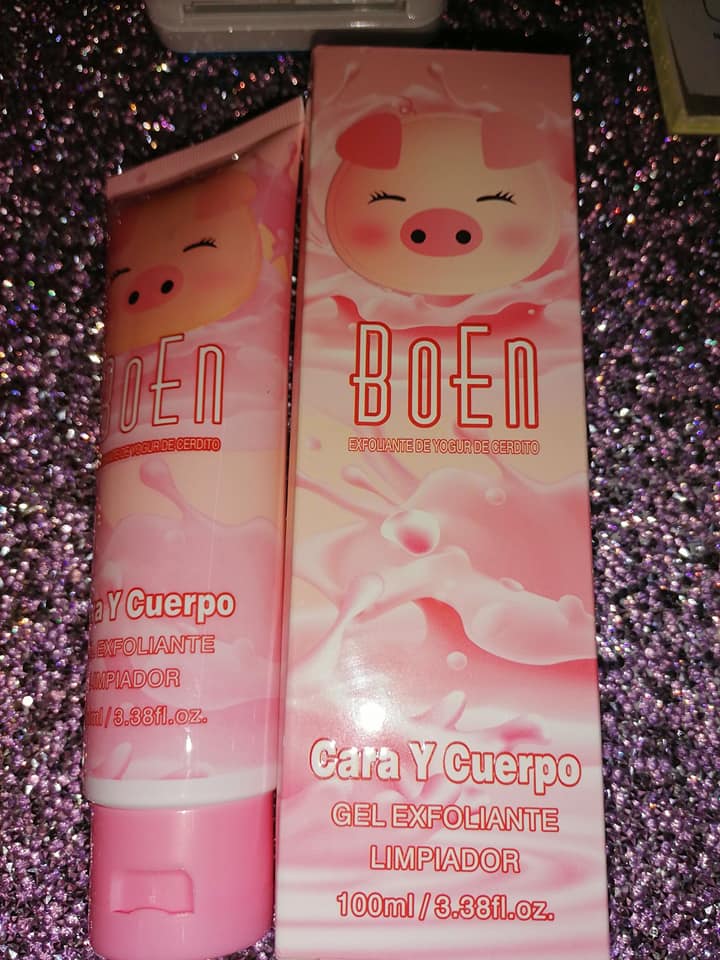 BoEn
EXFOLIANTE DE YOGUR DE CERDITO
Cara Y Cuerpo
GEL EXFOLIANTE
LIMPIADOR
100ml / 3.38fl.oz.
BoEn
DE YOGUR DE CERDITO
Y Cuerpo
EXFOLIANTE
LIMPIADOR
/ 3.38fl.oz.